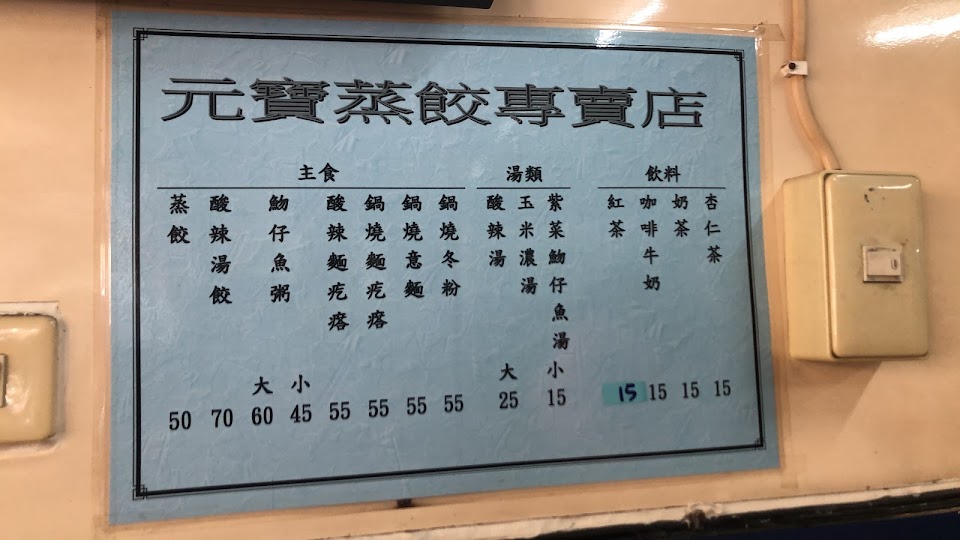 元寶蒸餃專賣店
主食
蒸餃
酸辣湯餃
魩仔魚粥
酸辣麵疙瘩
鍋燒麵疙瘩
鍋燒意麵
鍋燒冬粉
大 小
50 70 60 45 55 55 55 55
湯類
酸辣湯
玉米濃湯
紫菜魩仔魚湯
大 小
25 15
飲料
紅茶
咖啡牛奶
奶茶
杏仁茶
15 15 15 15